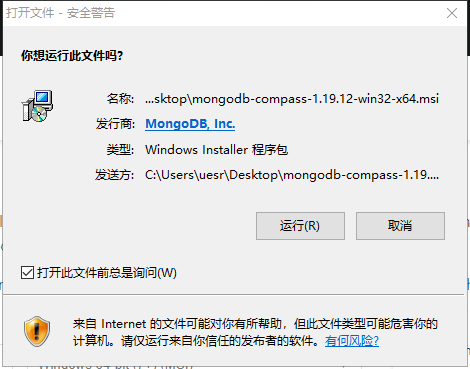 打开文件 - 安全警告
你想运行此文件吗?
名称: ...sktop\mongodb-compass-1.19.12-win32-x64.msi
发行商: MongoDB, Inc.
类型: Windows Installer 程序包
发送方: C:\Users\uesr\Desktop\mongodb-compass-1.19....
运行(R) 取消
打开此文件前总是询问(W)
来自 Internet 的文件可能对你有所帮助，但此文件类型可能危害你的
计算机。请仅运行来自你信任的发布者的软件。有何风险?